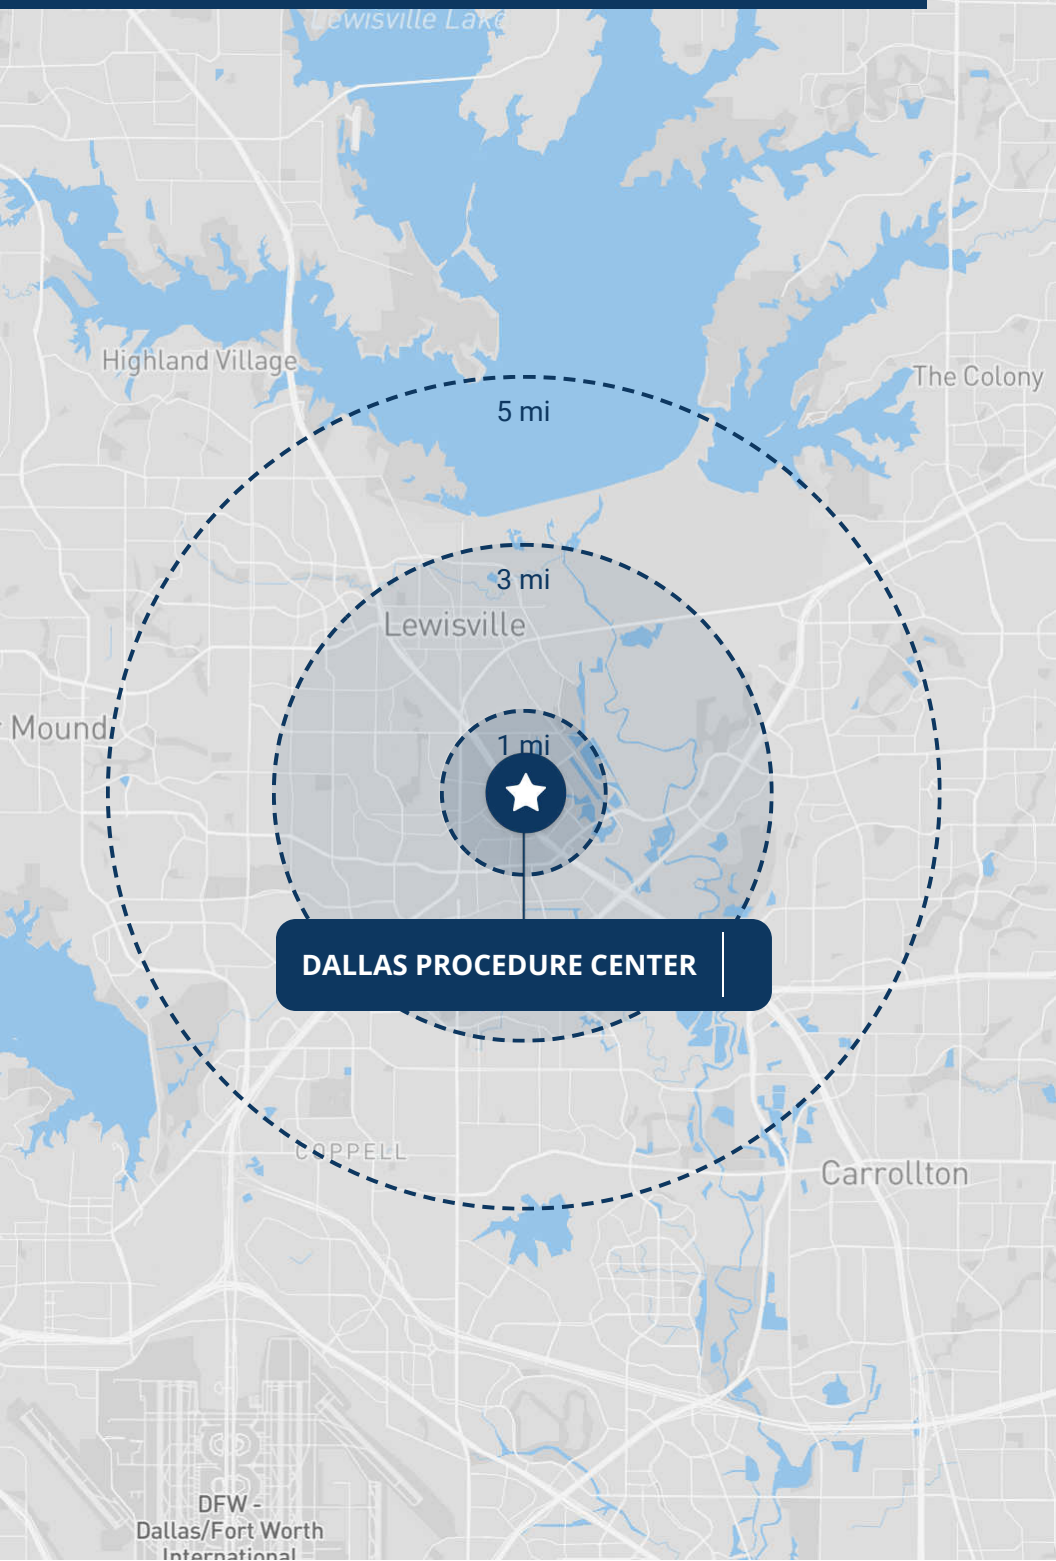 Lewisville Lake
Highland Village
The Colony
5 mi
3 mi
Lewisville
Mound
1 mi
DALLAS PROCEDURE CENTER
COPPELL
Carrollton
DFW -
Dallas/Fort Worth
International